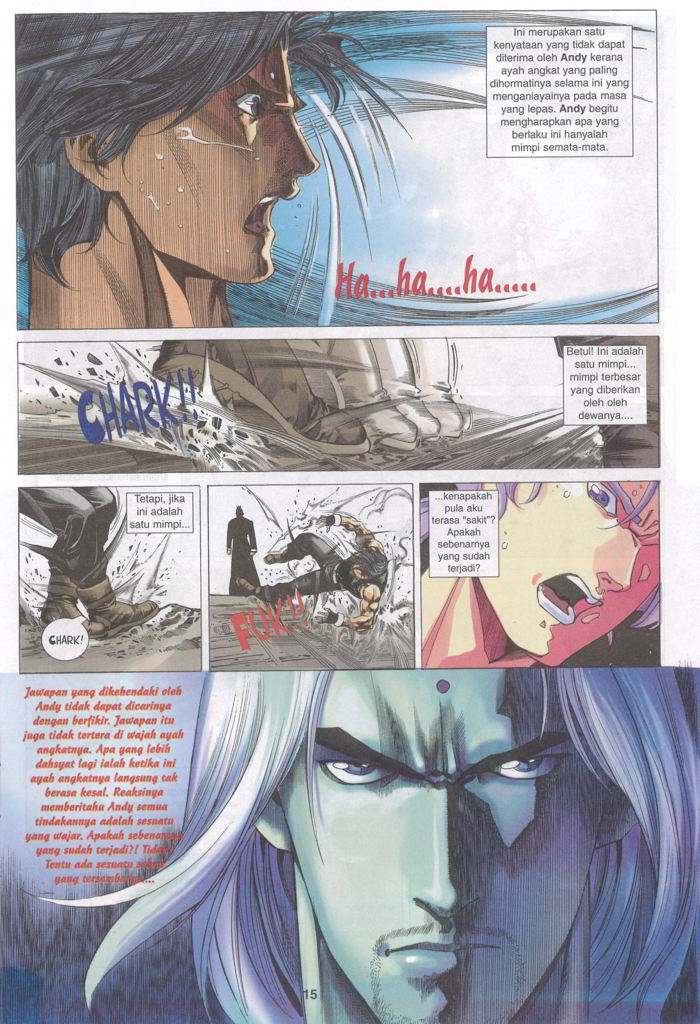 Ini merupakan satu
kenyataan yang tidak dapat
diterima oleh Andy kerana
ayah angkat yang paling
dihormatinya selama ini yang
menganiayainya pada masa
yang lepas. Andy begitu
mengharapkan apa yang
berlaku ini hanyalah
mimpi semata-mata.
Ha...ha....ha.....
Betul! Ini adalah
satu mimpi...
mimpi terbesar
yang diberikan
oleh oleh
dewanya....
CHARK!!
Tetapi, jika
ini adalah
satu mimpi...
CHARK!
FUK!!
...kenapakah
pula aku
terasa "sakit"?
Apakah
sebenarnya
yang sudah
terjadi?
Jawapan yang dikehendaki oleh
Andy tidak dapat dicarinya
dengan berfikir. Jawapan itu
juga tidak tertera di wajah ayah
angkatnya. Apa yang lebih
dahsyat lagi ialah ketika ini
ayah angkatnya langsung tak
berasa kesal. Reaksinya
memberitahu Andy semua
tindakannya adalah sesuatu
yang wajar. Apakah
yang sudah terjadi?!
Tentu ada sesuatu
yang
15